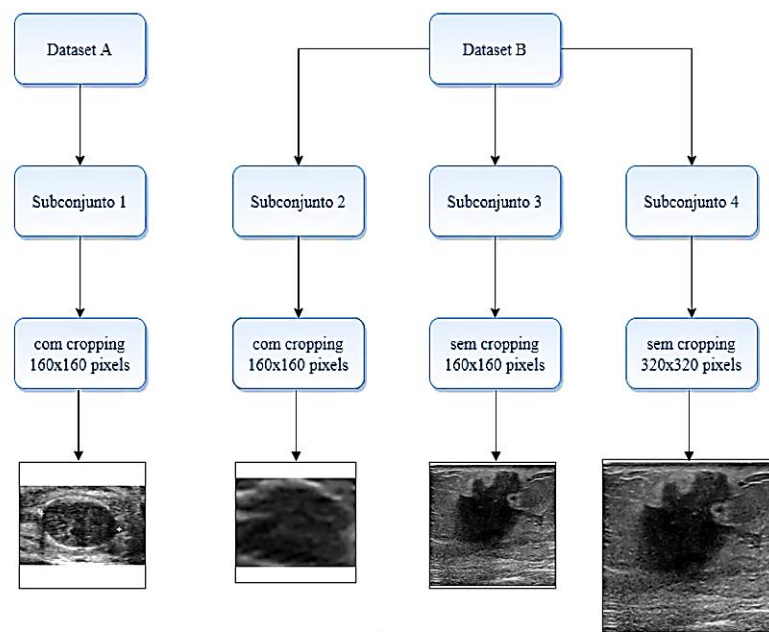 Dataset A
Dataset B
Subconjunto 1
Subconjunto 2
Subconjunto 3
Subconjunto 4
com cropping
160x160 pixels
com cropping
160x160 pixels
sem cropping
160x160 pixels
sem cropping
320x320 pixels